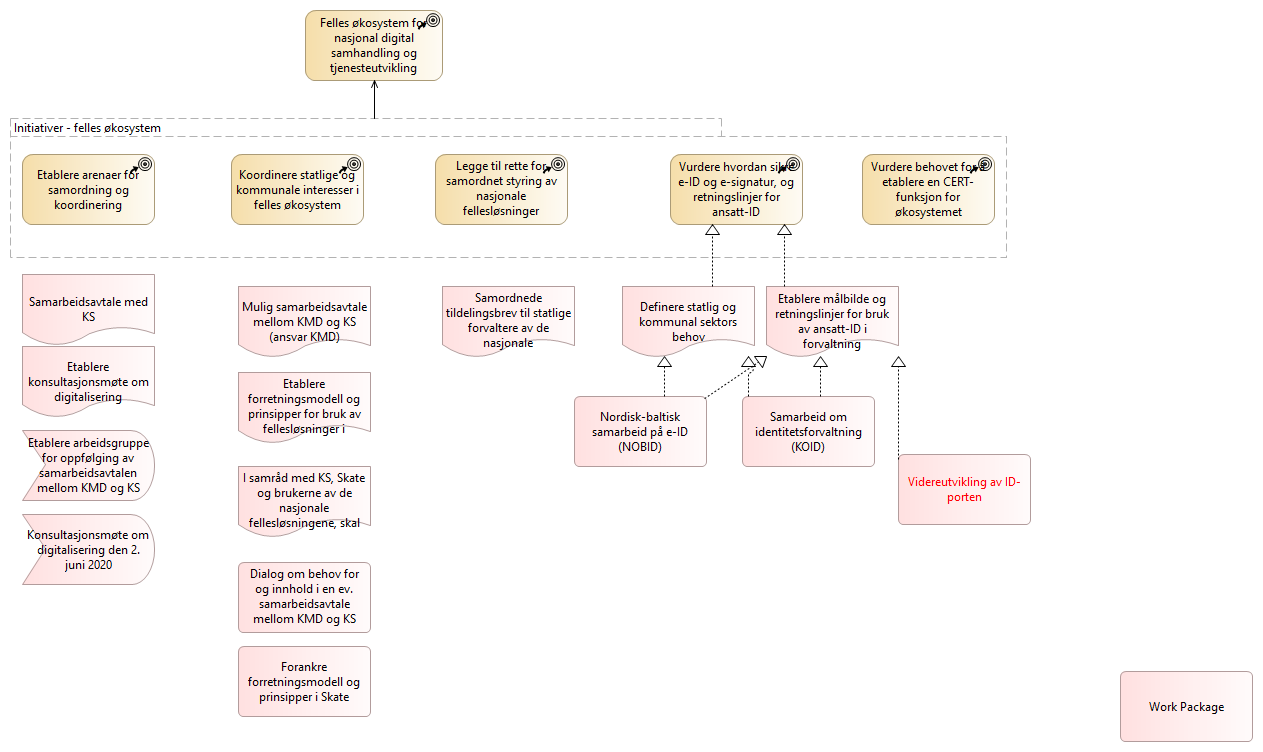 Felles økosystem for
nasjonal digital
samhandling og
tjenesteutvikling
Initiativer - felles økosystem
Etablere arenaer for
samordning og
koordinering
Koordinere statlige og
kommunale interesser i
felles økosystem
Legge til rette for
samordnet styring av
nasjonale
fellesløsninger
Vurdere hvordan sikre
e-ID og e-signatur, og
retningslinjer for
ansatt-ID
Vurdere behovet for å
etablere en CERT-
funksjon for
økosystemet
Samarbeidsavtale med
KS
Etablere
konsultasjonsmøte om
digitalisering
Etablere arbeidsgruppe
for oppfølging av
samarbeidsavtalen
mellom KMD og KS
Konsultasjonsmøte om
digitalisering den 2.
juni 2020
Mulig samarbeidsavtale
mellom KMD og KS
(ansvar KMD)
Etablere
forretningsmodell og
prinsipper for bruk av
fellesløsninger i
I samråd med KS, Skate
og brukerne av de
nasjonale
fellesløsningene, skal
Dialog om behov for
og innhold i en ev.
samarbeidsavtale
mellom KMD og KS
Forankre
forretningsmodell og
prinsipper i Skate
Samordnede
tildelingsbrev til statlige
forvaltere av de
nasjonale
Definere statlig og
kommunal sektors
behov
Etablere målbilde og
retningslinjer for bruk
av ansatt-ID i
forvaltning
Nordisk-baltisk
samarbeid på e-ID
(NOBID)
Samarbeid om
identitetsforvaltning
(KOID)
Videreutvikling av ID-
porten
Work Package